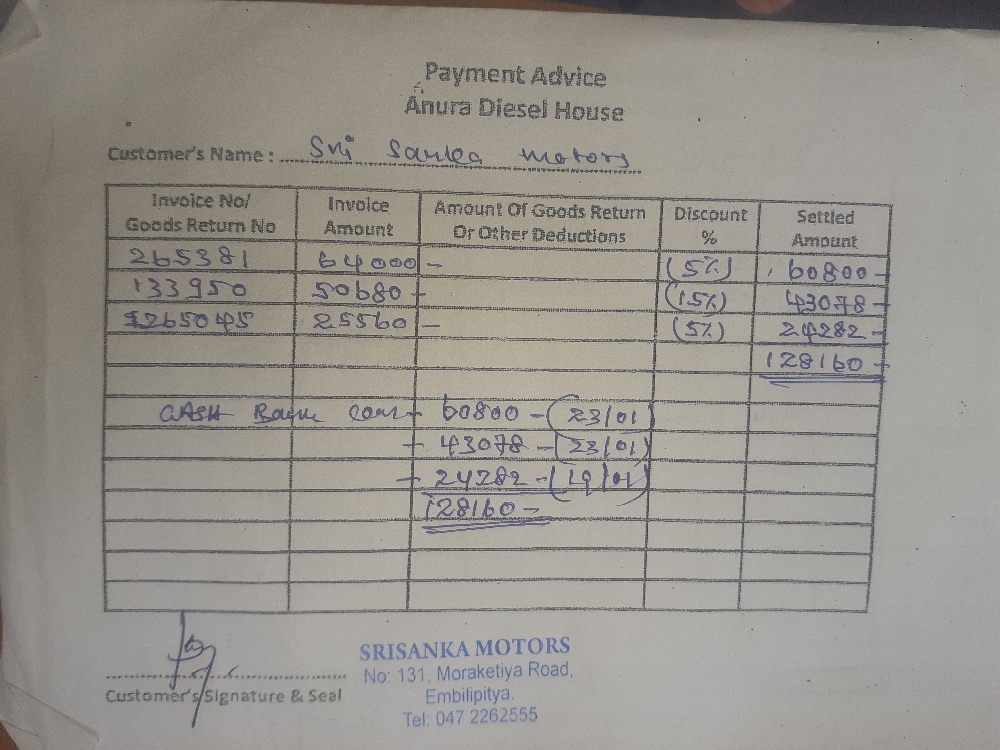 Payment Advice
Anura Diesel House
Customer's Name : Sri Sanka motors
Invoice No/ Goods Return No Invoice Amount Amount Of Goods Return Or Other Deductions Discount % Settled Amount
265381 64000 - (5%) 60800 -
133950 50680 - (15%) 43078 -
265045 25560 - (5%) 24282 -
128160 -
CASH Bank 60800 - (23/01)
+ 43078 - (23/01)
+ 24282 - (19/01)
128160 -
SRISANKA MOTORS
No: 131, Moraketiya Road,
Embilipitya.
Tel: 047 2262555
Customer's Signature & Seal